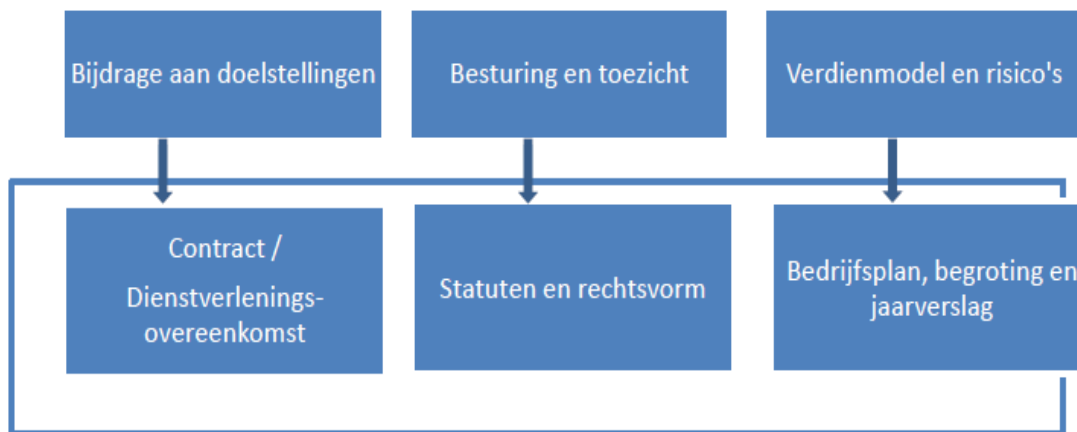 Bijdrage aan doelstellingen
Besturing en toezicht
Verdienmodel en risico's
Contract /
Dienstverlenings-
overeenkomst
Statuten en rechtsvorm
Bedrijfsplan, begroting en
jaarverslag